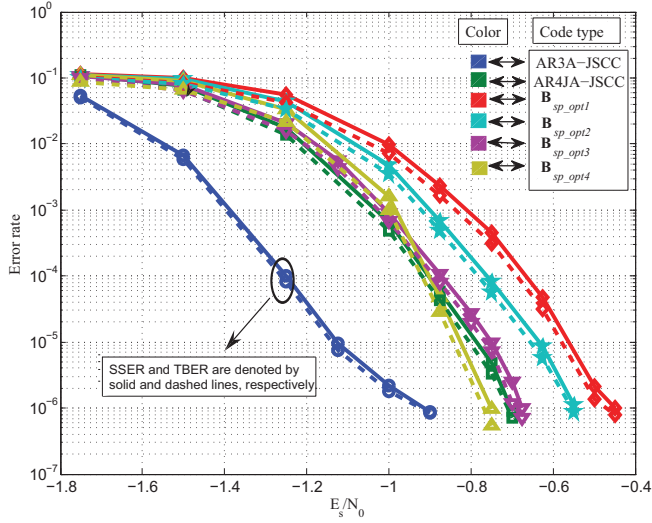 Color Code type
AR3A−JSCC
AR4JA−JSCC
B sp_opt1
B sp_opt2
B sp_opt3
B sp_opt4
10^0
10^−1
10^−2
10^−3
10^−4
10^−5
10^−6
10^−7
Error rate
SSER and TBER are denoted by
solid and dashed lines, respectively.
−1.8 −1.6 −1.4 −1.2 −1 −0.8 −0.6 −0.4
E_s/N_0